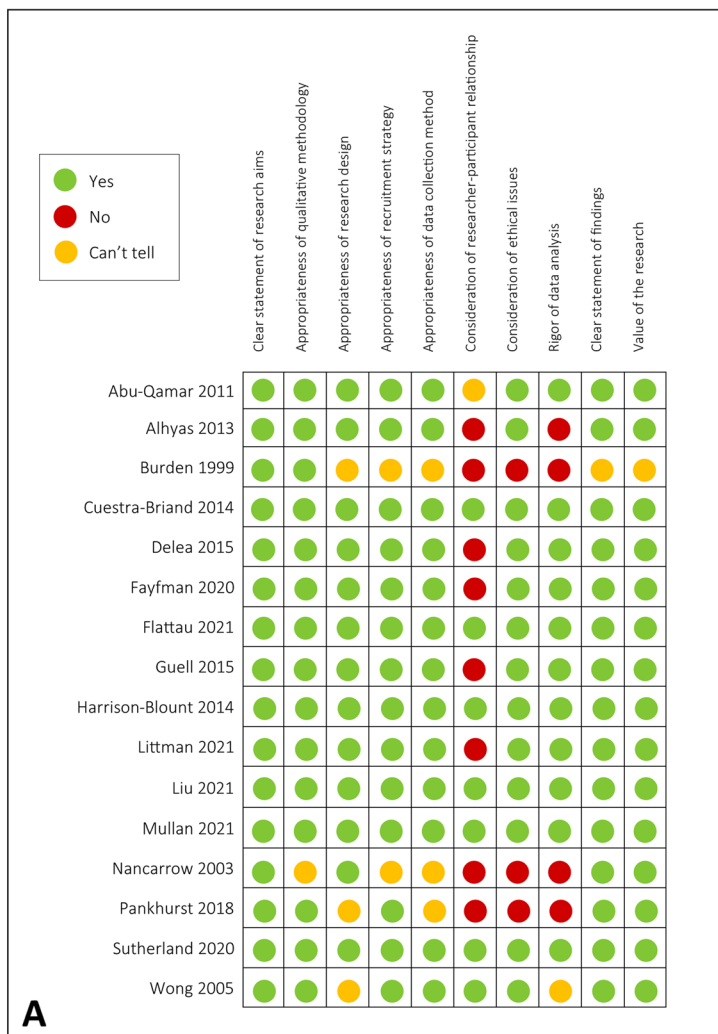 Yes
No
Can't tell
Clear statement of research aims
Appropriateness of qualitative methodology
Appropriateness of research design
Appropriateness of recruitment strategy
Appropriateness of data collection method
Consideration of researcher-participant relationship
Consideration of ethical issues
Rigor of data analysis
Clear statement of findings
Value of the research
Abu-Qamar 2011
Alhyas 2013
Burden 1999
Cuestra-Briand 2014
Delea 2015
Fayfman 2020
Flattau 2021
Guell 2015
Harrison-Blount 2014
Littman 2021
Liu 2021
Mullan 2021
Nancarrow 2003
Pankhurst 2018
Sutherland 2020
Wong 2005
A